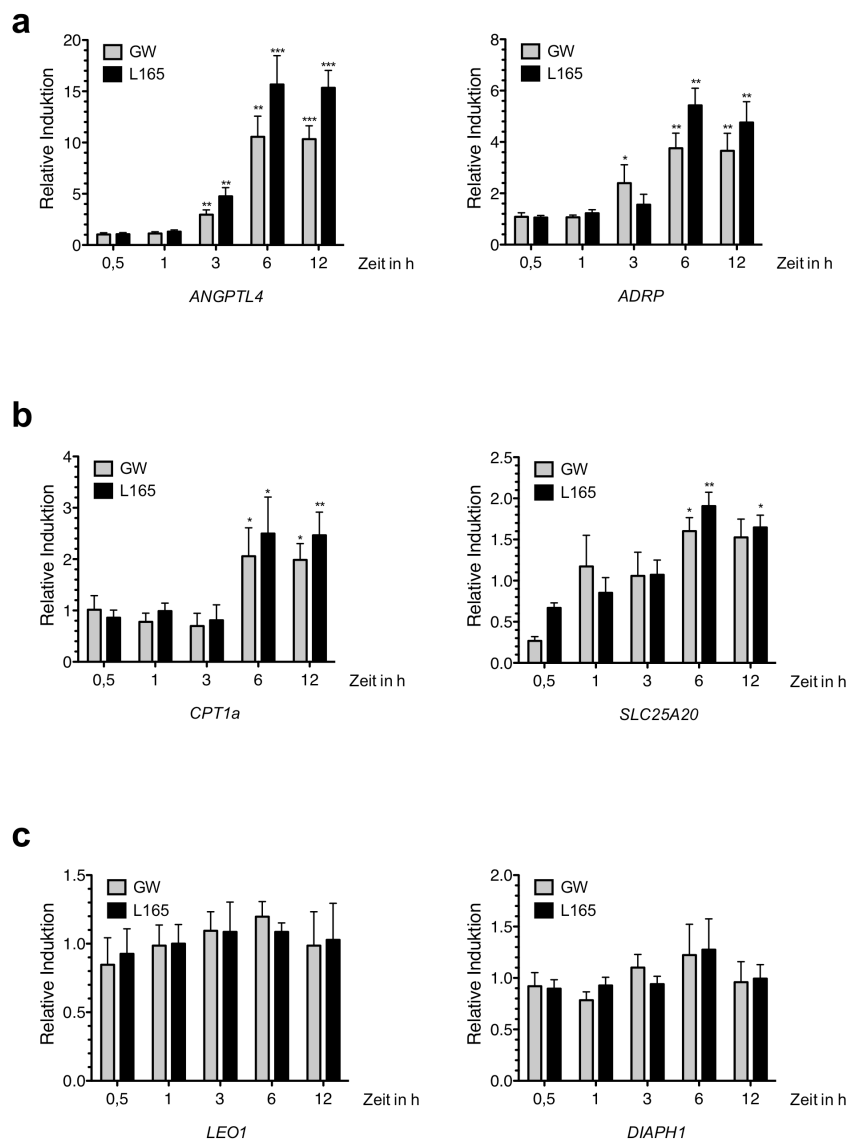 a
20
15
10
5
0
Relative Induktion
GW
L165
** ** ** *** *** ***
0,5 1 3 6 12 Zeit in h
ANGPTL4
8
6
4
2
0
Relative Induktion
GW
L165
* ** ** ** **
0,5 1 3 6 12 Zeit in h
ADRP
b
4
3
2
1
0
Relative Induktion
GW
L165
* * * **
0,5 1 3 6 12 Zeit in h
CPT1a
2.5
2.0
1.5
1.0
0.5
0.0
Relative Induktion
GW
L165
* ** *
0,5 1 3 6 12 Zeit in h
SLC25A20
c
1.5
1.0
0.5
0.0
Relative Induktion
GW
L165
0,5 1 3 6 12 Zeit in h
LEO1
2.0
1.5
1.0
0.5
0.0
Relative Induktion
GW
L165
0,5 1 3 6 12 Zeit in h
DIAPH1